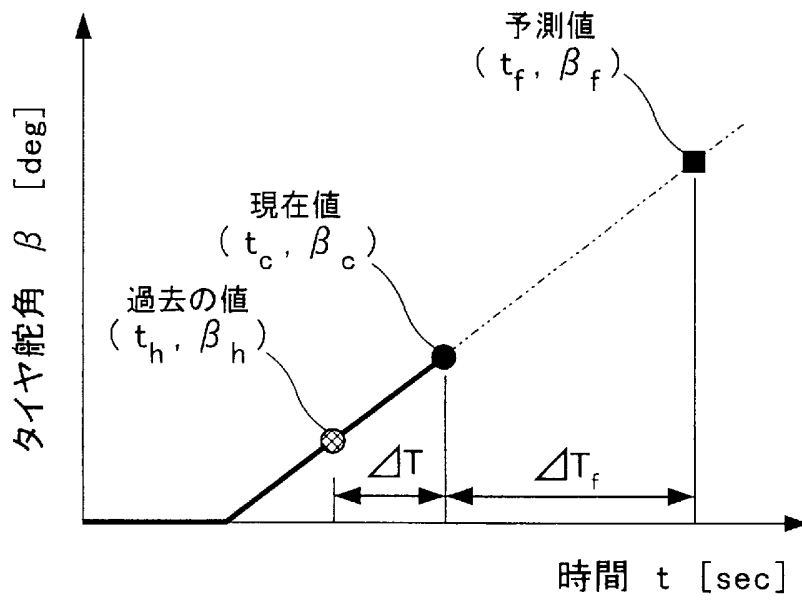 予測値
( t_f, β_f )
現在値
( t_c, β_c )
過去の値
( t_h, β_h )
タイヤ舵角 β [deg]
⊿T
⊿T_f
時間 t [sec]